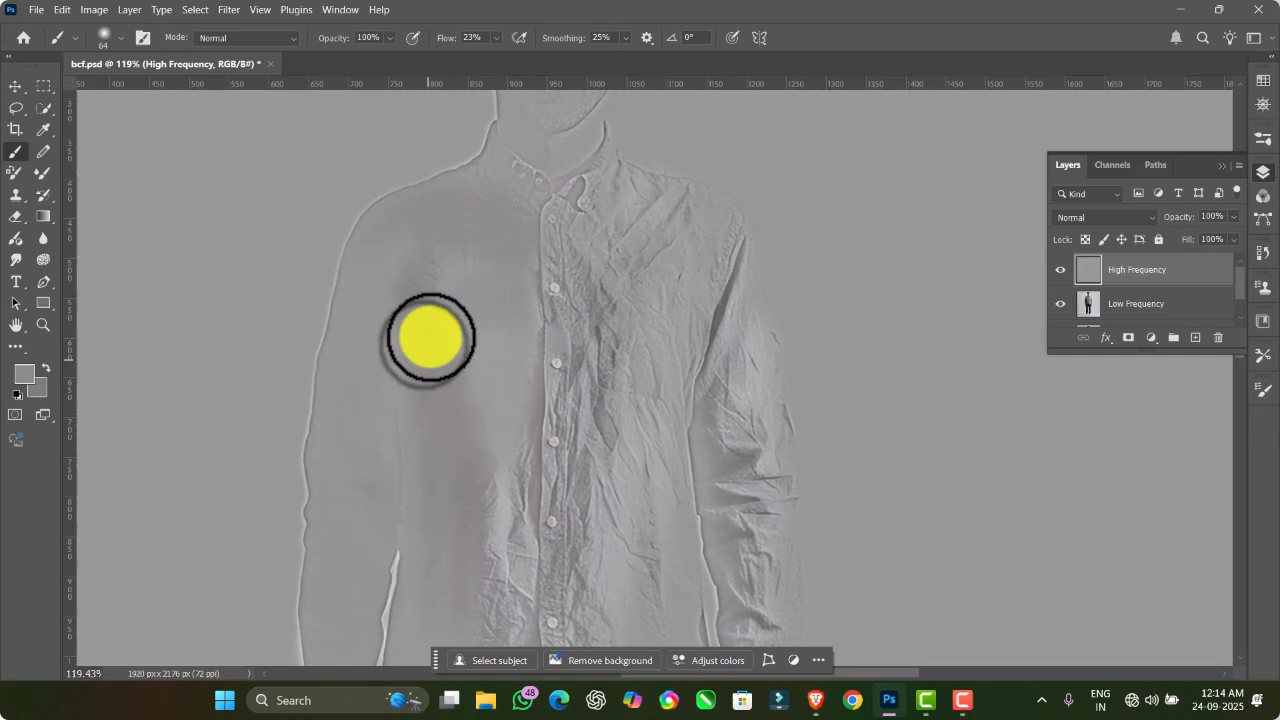 Ps File Edit Image Layer Type Select Filter View Plugins Window Help
64 Mode: Normal Opacity: 100% Flow: 23% Smoothing: 25% 0°
bcf.psd @ 119% (High Frequency, RGB/8#) *
400 450 500 550 600 650 700 750 800 850 900 950 1000 1050 1100 1150 1200 1250 1300 1350 1400 1450 1500 1550 1600 1650 1700 1750
Layers Channels Paths
Kind
Normal Opacity: 100%
Lock: Fill: 100%
High Frequency
Low Frequency
Select subject Remove background Adjust colors
119.43% 1920 px x 2176 px (72 ppi)
Search 48 Ps ENG
IN 12:14 AM
24-09-2025